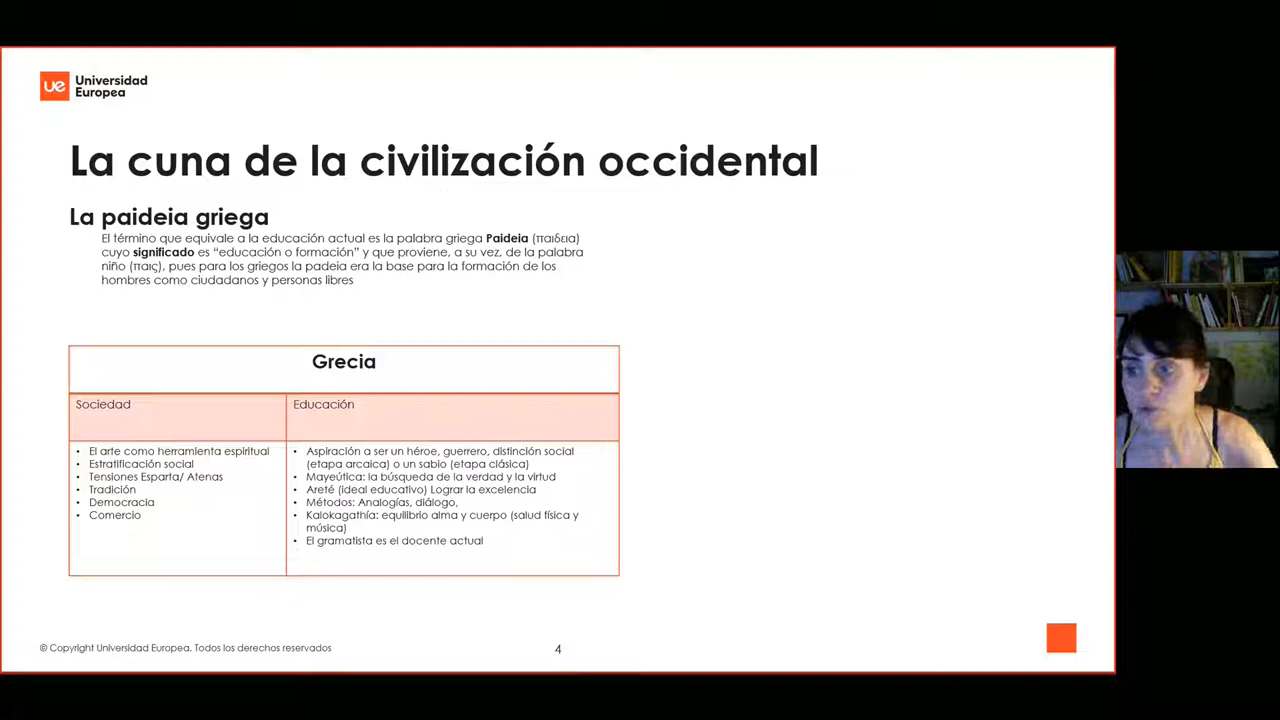 ue Universidad
Europea
La cuna de la civilización occidental
La paideia griega
El término que equivale a la educación actual es la palabra griega Paideia (παιδεια)
cuyo significado es “educación o formación” y que proviene, a su vez, de la palabra
niño (παις), pues para los griegos la padeia era la base para la formación de los
hombres como ciudadanos y personas libres
Grecia
Sociedad
Educación
• El arte como herramienta espiritual
• Estratificación social
• Tensiones Esparta/ Atenas
• Tradición
• Democracia
• Comercio
• Aspiración a ser un héroe, guerrero, distinción social
(etapa arcaica) o un sabio (etapa clásica)
• Mayeútica: la búsqueda de la verdad y la virtud
• Areté (ideal educativo) Lograr la excelencia
• Métodos: Analogías, diálogo,
• Kalokagathía: equilibrio alma y cuerpo (salud física y
música)
• El gramatista es el docente actual
© Copyright Universidad Europea. Todos los derechos reservados
4